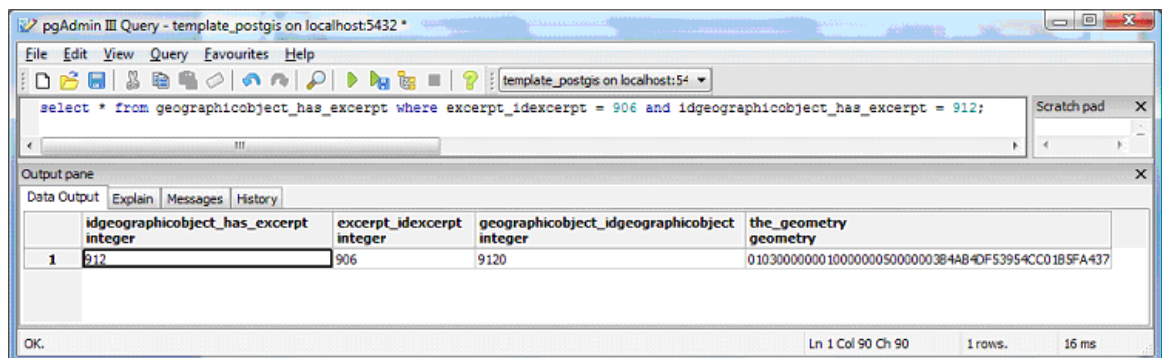 pgAdmin III Query - template_postgis on localhost:5432 *
File Edit View Query Favourites Help
template_postgis on localhost:54
select * from geographicobject_has_excerpt where excerpt_idexcerpt = 906 and idgeographicobject_has_excerpt = 912;
Scratch pad
Output pane
Data Output Explain Messages History
idgeographicobject_has_excerpt excerpt_idexcerpt geographicobject_idgeographicobject the_geometry
integer integer integer geometry
1 912 906 9120 010300000001000000050000003B4AB4DF53954CC01B5FA437
OK. Ln 1 Col 90 Ch 90 1 rows. 16 ms